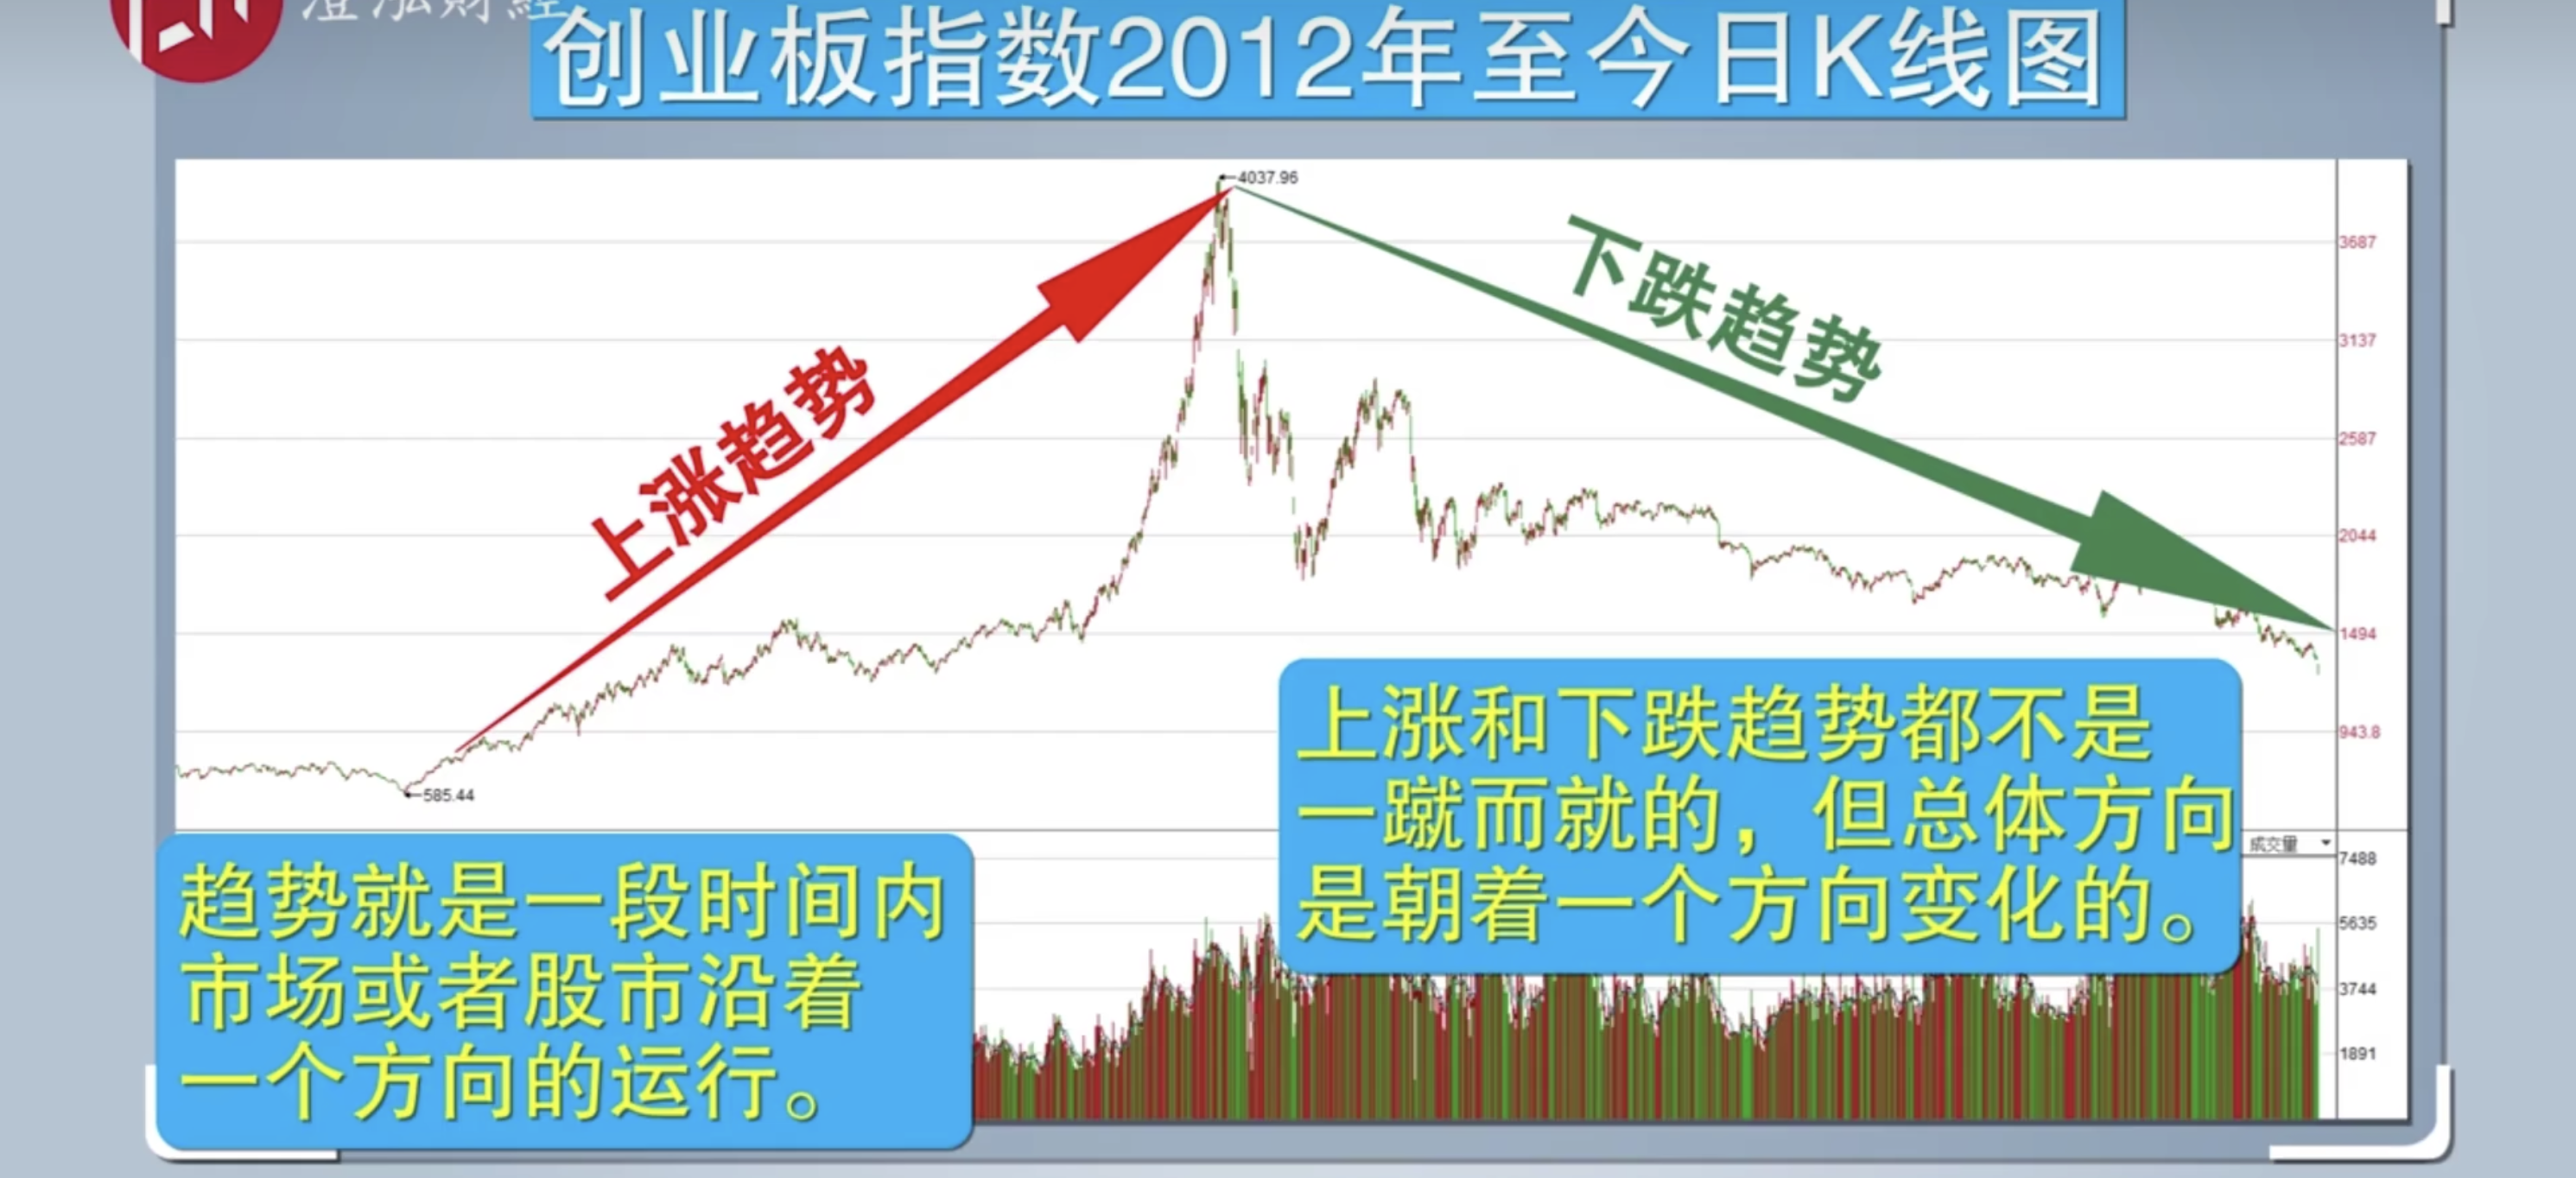 澄泓财經
创业板指数2012年至今日K线图
4037.96
上涨趋势
下跌趋势
3687
3137
2587
2044
1494
943.8
585.44
上涨和下跌趋势都不是
一蹴而就的，但总体方向
是朝着一个方向变化的。
趋势就是一段时间内
市场或者股市沿着
一个方向的运行。
成交量
7488
5635
3744
1891